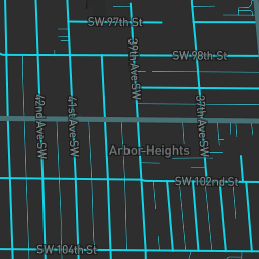 SW 97th St
39th Ave SW
SW 98th St
42nd Ave SW
41st Ave SW
37th Ave SW
Arbor-Heights
SW 102nd St
SW 104th St